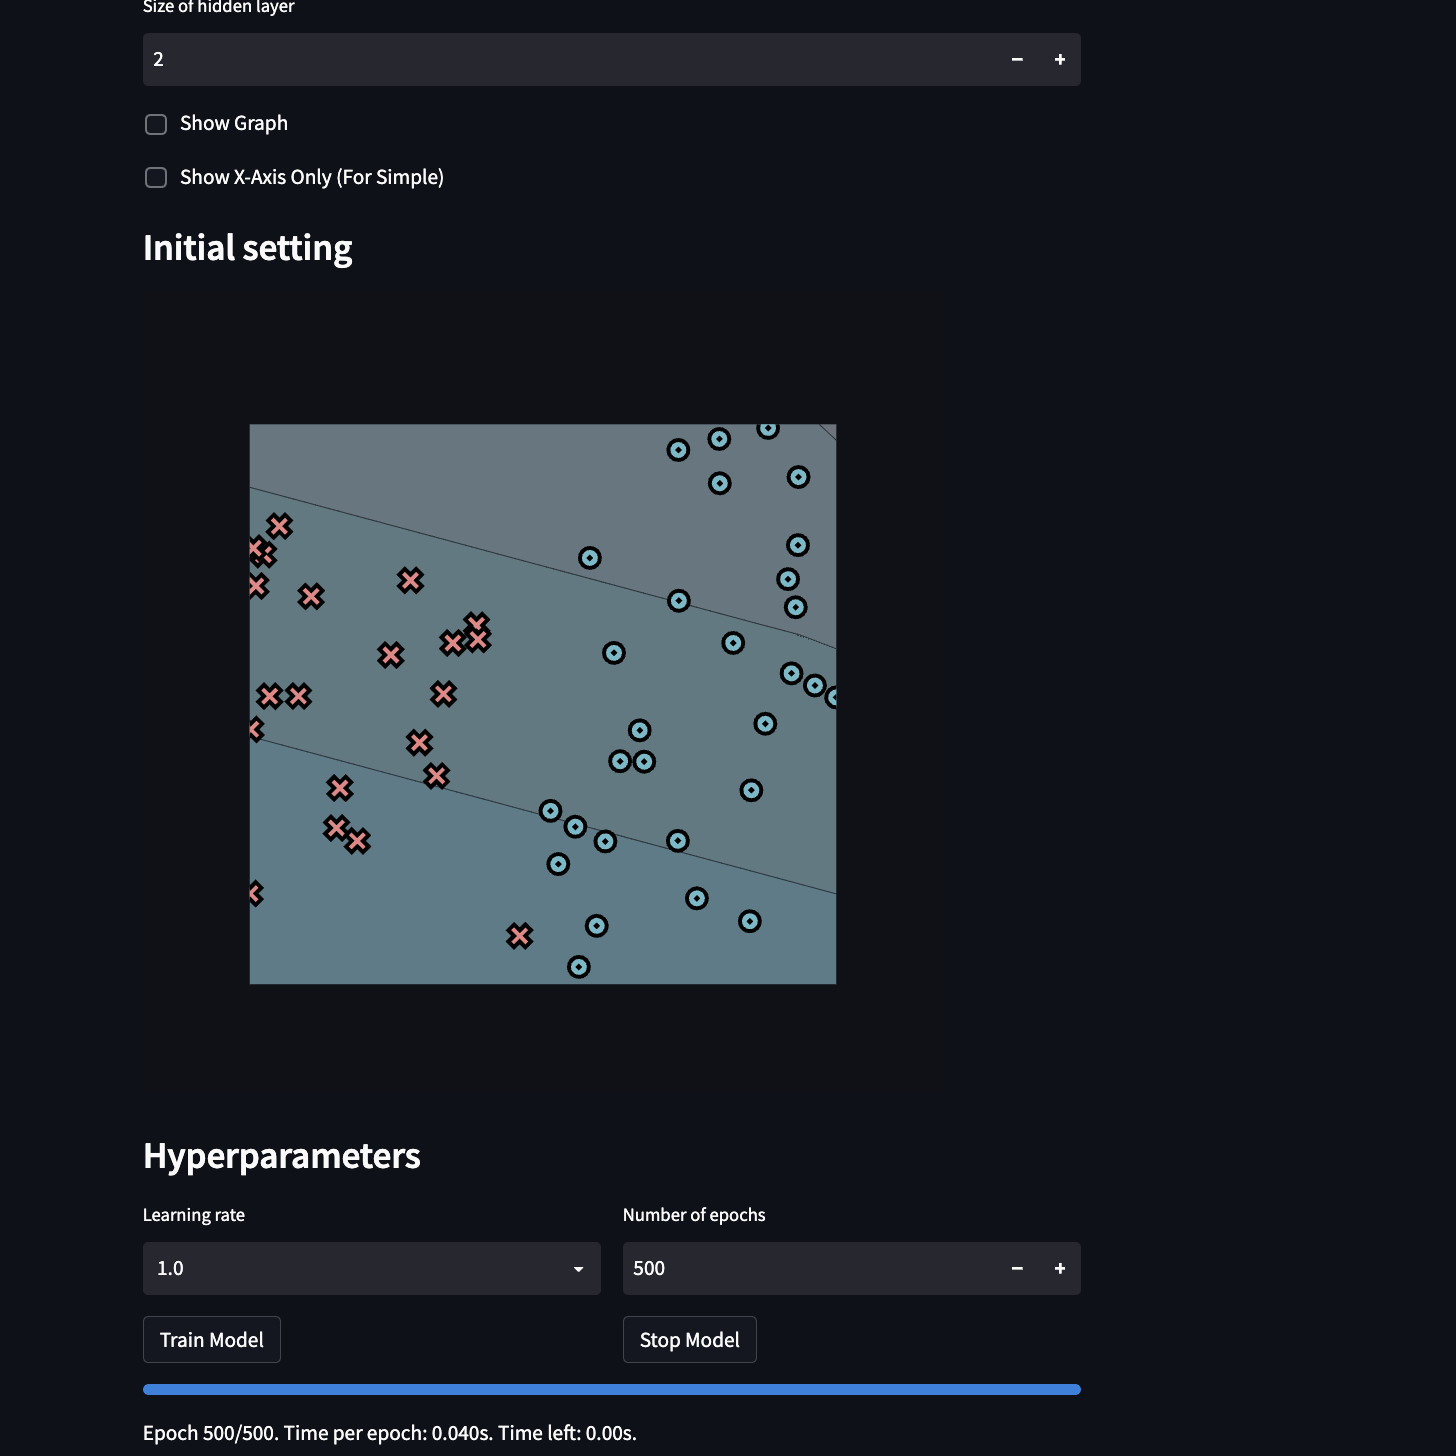 Size of hidden layer
2
Show Graph
Show X-Axis Only (For Simple)
Initial setting
Hyperparameters
Learning rate
Number of epochs
1.0
500
Train Model
Stop Model
Epoch 500/500. Time per epoch: 0.040s. Time left: 0.00s.